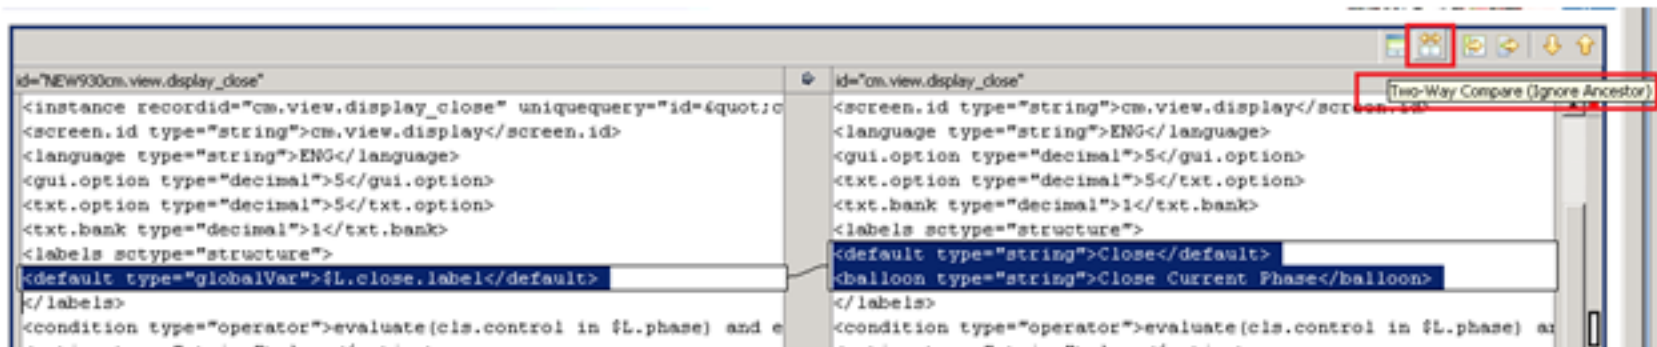 id="NEW930cm.view.display_close"
<instance recordid="cm.view.display_close" uniquequery="id=&quot;c
<screen.id type="string">cm.view.display</screen.id>
<language type="string">ENG</language>
<gui.option type="decimal">5</gui.option>
<txt.option type="decimal">5</txt.option>
<txt.bank type="decimal">1</txt.bank>
<labels sctype="structure">
<default type="globalVar">$L.close.label</default>
</labels>
<condition type="operator">evaluate(cls.control in $L.phase) and e
id="cm.view.display_close"
Two-Way Compare (Ignore Ancestor)
<screen.id type="string">cm.view.display</screen.id>
<language type="string">ENG</language>
<gui.option type="decimal">5</gui.option>
<txt.option type="decimal">5</txt.option>
<txt.bank type="decimal">1</txt.bank>
<labels sctype="structure">
<default type="string">Close</default>
<balloon type="string">Close Current Phase</balloon>
</labels>
<condition type="operator">evaluate(cls.control in $L.phase) a